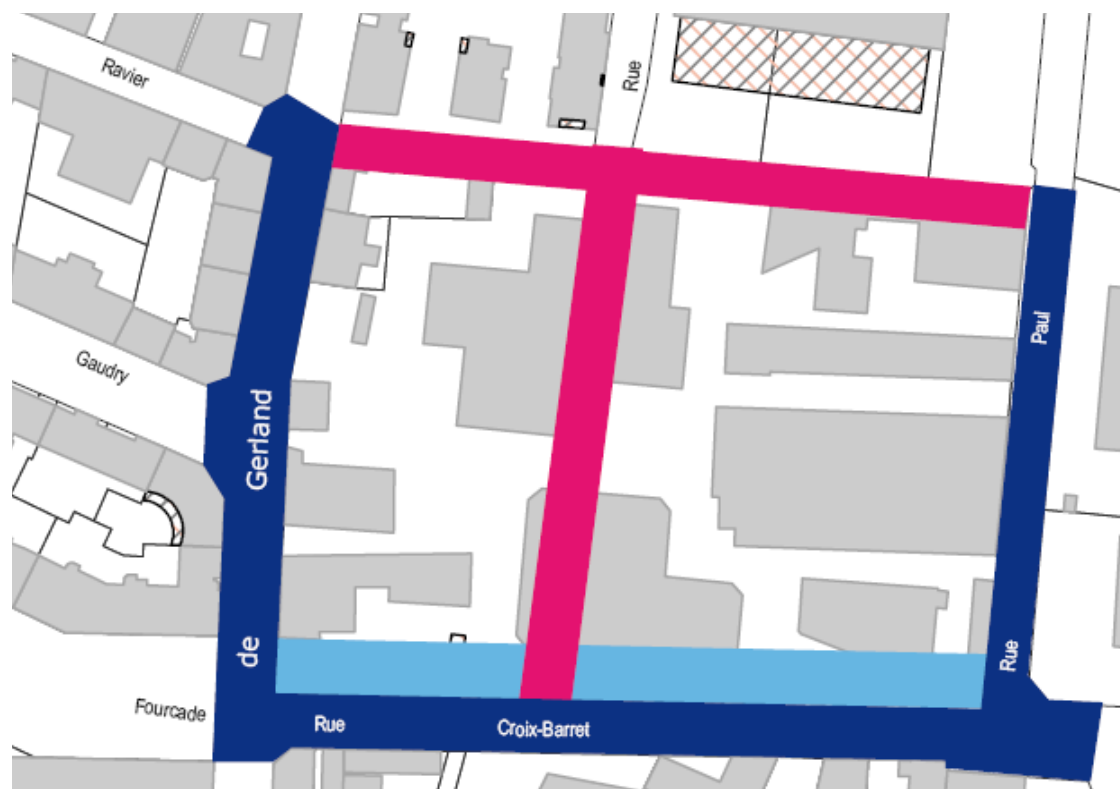 Ravier
Rue
Gaudry
Paul
Gerland
de
Rue
Fourcade
Rue
Croix-Barret